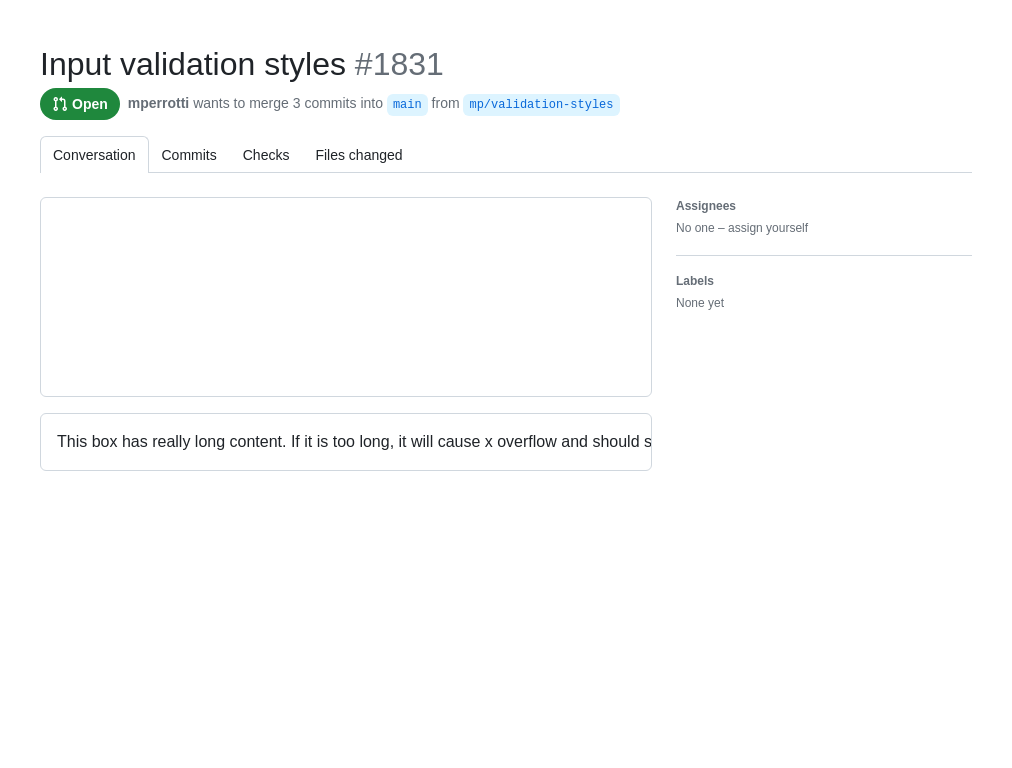 Input validation styles #1831
Open mperrotti wants to merge 3 commits into main from mp/validation-styles
Conversation Commits Checks Files changed
Assignees
No one – assign yourself
Labels
None yet
This box has really long content. If it is too long, it will cause x overflow and should s